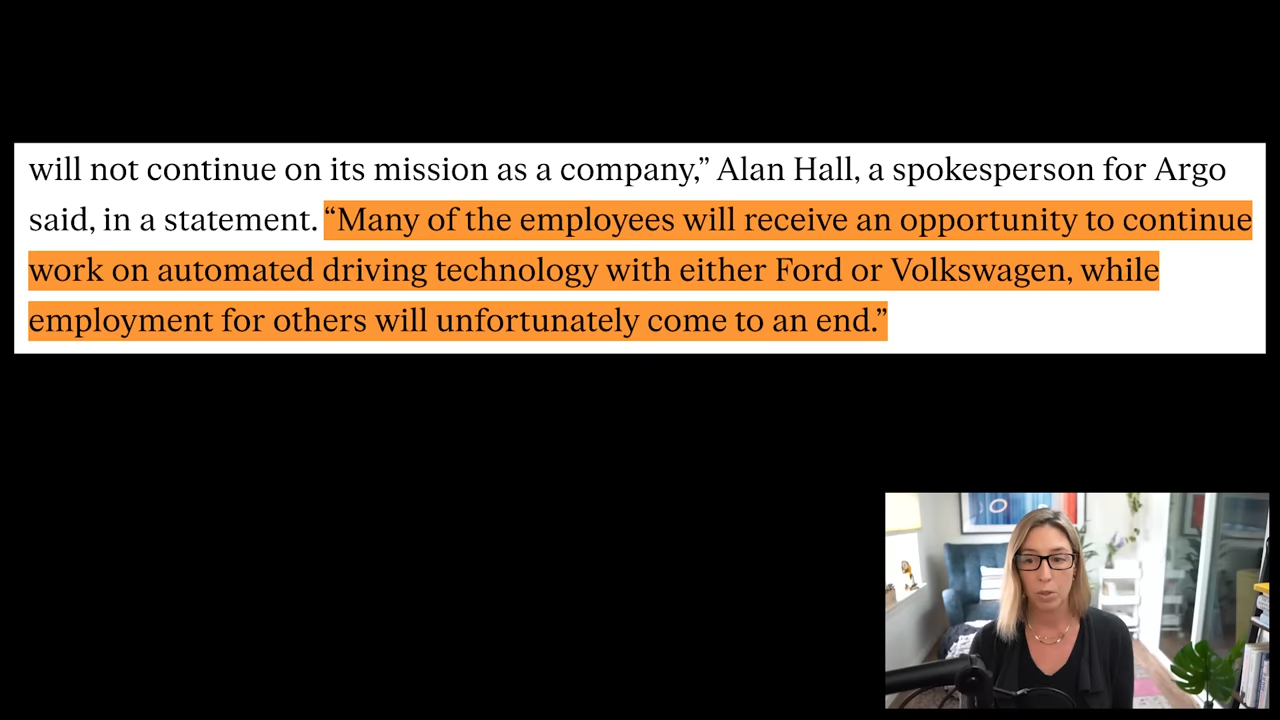 will not continue on its mission as a company,” Alan Hall, a spokesperson for Argo
said, in a statement. “Many of the employees will receive an opportunity to continue
work on automated driving technology with either Ford or Volkswagen, while
employment for others will unfortunately come to an end.”